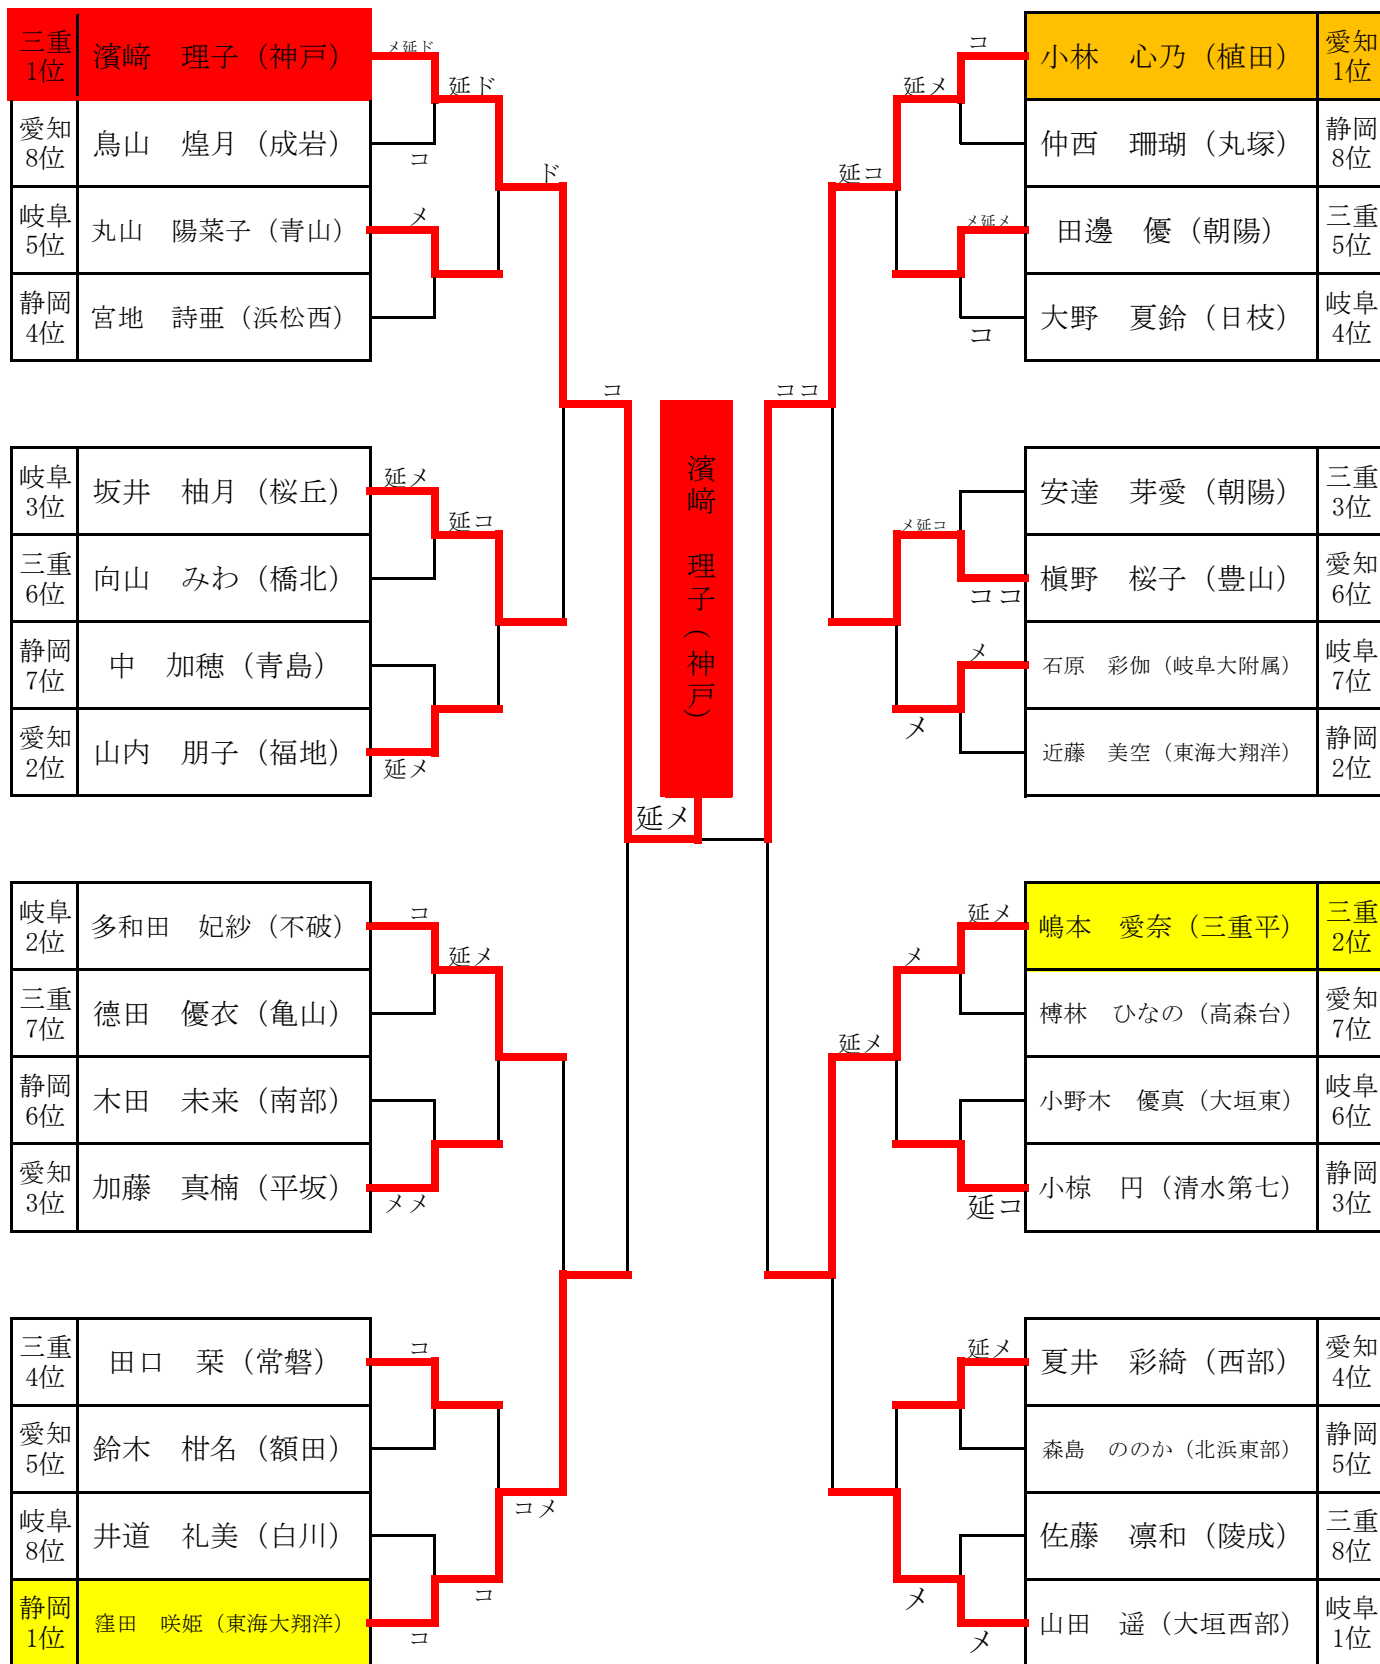 三重
1位
濱﨑　理子（神戸）
愛知
8位
鳥山　煌月（成岩）
岐阜
5位
丸山　陽菜子（青山）
静岡
4位
宮地　詩亜（浜松西）
メ延ド
コ
延ド
メ
ド
岐阜
3位
坂井　柚月（桜丘）
三重
6位
向山　みわ（橋北）
静岡
7位
中　加穂（青島）
愛知
2位
山内　朋子（福地）
延メ
延コ
延メ
コ
岐阜
2位
多和田　妃紗（不破）
三重
7位
德田　優衣（亀山）
静岡
6位
木田　未来（南部）
愛知
3位
加藤　真楠（平坂）
コ
延メ
メメ
三重
4位
田口　栞（常磐）
愛知
5位
鈴木　柑名（額田）
岐阜
8位
井道　礼美（白川）
静岡
1位
窪田　咲姫（東海大翔洋）
コ
コメ
コ
コ
濱﨑　理子（神戸）
延メ
小林　心乃（植田）
愛知
1位
仲西　珊瑚（丸塚）
静岡
8位
田邊　優（朝陽）
三重
5位
大野　夏鈴（日枝）
岐阜
4位
コ
延メ
延コ
メ延メ
コ
ココ
安達　芽愛（朝陽）
三重
3位
槇野　桜子（豊山）
愛知
6位
石原　彩伽（岐阜大附属）
岐阜
7位
近藤　美空（東海大翔洋）
静岡
2位
メ延コ
ココ
メ
メ
嶋本　愛奈（三重平）
三重
2位
榑林　ひなの（高森台）
愛知
7位
小野木　優真（大垣東）
岐阜
6位
小椋　円（清水第七）
静岡
3位
延メ
メ
延メ
延コ
夏井　彩綺（西部）
愛知
4位
森島　ののか（北浜東部）
静岡
5位
佐藤　凛和（陵成）
三重
8位
山田　遥（大垣西部）
岐阜
1位
延メ
メ
メ